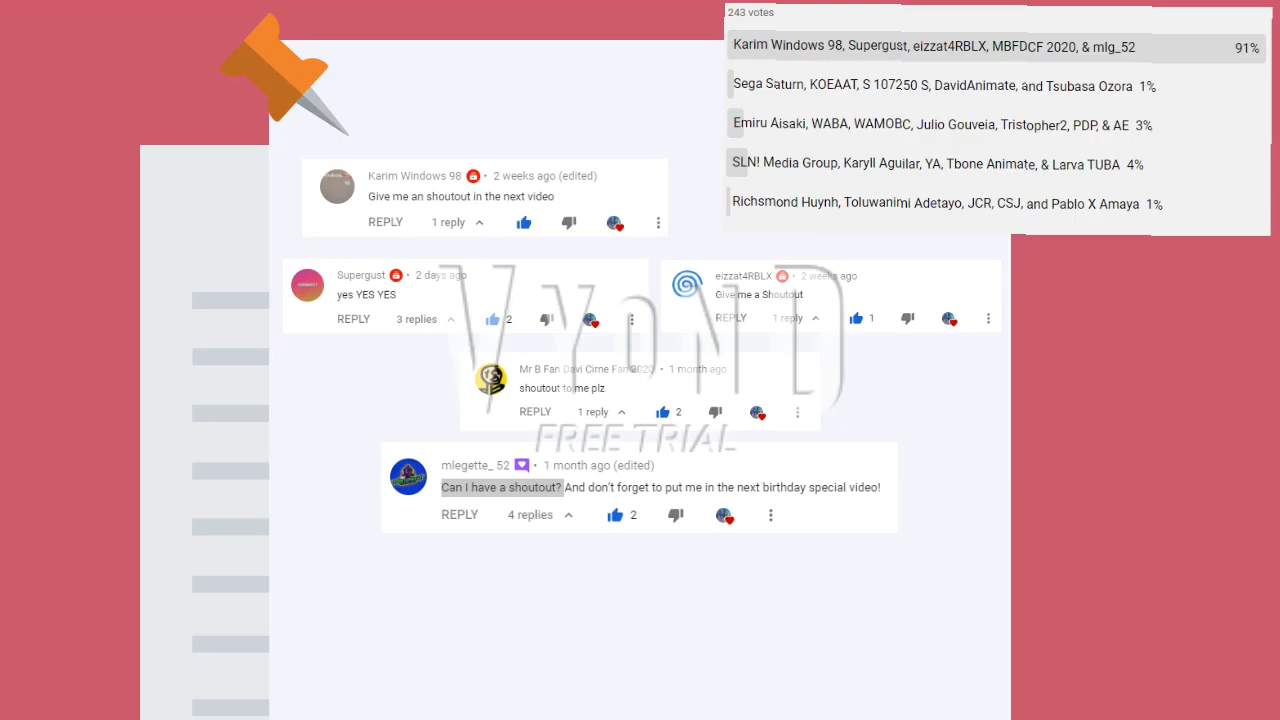 243 votes
Karim Windows 98, Supergust, eizzat4RBLX, MBFDCF 2020, & mlg_52 91%
Sega Saturn, KOEAAT, S 107250 S, DavidAnimate, and Tsubasa Ozora 1%
Emiru Aisaki, WABA, WAMOBC, Julio Gouveia, Tristopher2, PDP, & AE 3%
SLN! Media Group, Karyll Aguilar, YA, Tbone Animate, & Larva TUBA 4%
Richsmond Huynh, Toluwanimi Adetayo, JCR, CSJ, and Pablo X Amaya 1%
Karim Windows 98 • 2 weeks ago (edited)
Give me an shoutout in the next video
REPLY 1 reply
Supergust • 2 days ago
yes YES YES
REPLY 3 replies 2
eizzat4RBLX • 2 weeks ago
Give me a Shoutout
REPLY 1 reply 1
Mr B Fan Davi Cirne Fan 2020 • 1 month ago
shoutout to me plz
REPLY 1 reply 2
mlegette_ 52 • 1 month ago (edited)
Can I have a shoutout? And don't forget to put me in the next birthday special video!
REPLY 4 replies 2
VYOND
FREE TRIAL